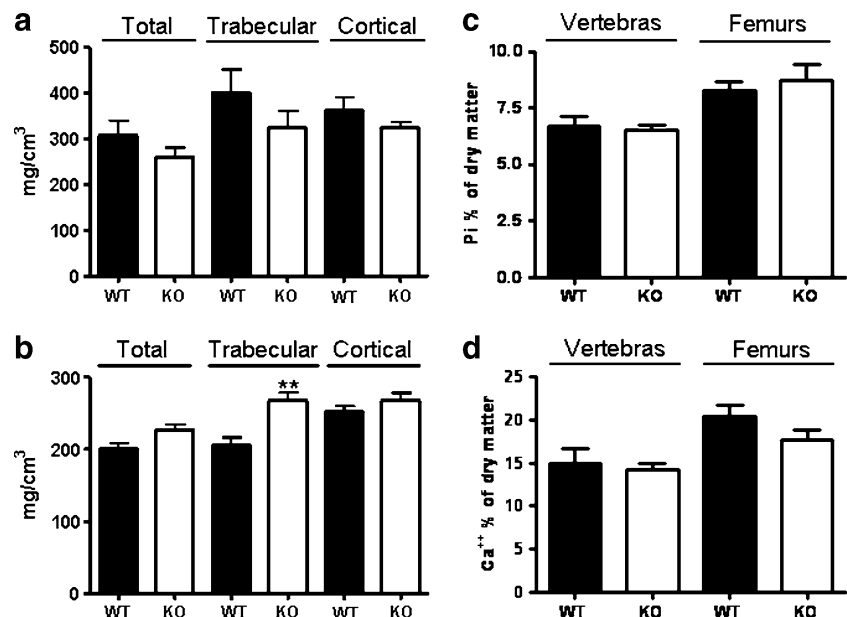 a
Total Trabecular Cortical
500
400
300
200
100
0
mg/cm³
WT KO WT KO WT KO
c
Vertebras Femurs
10.0
7.5
5.0
2.5
0.0
Pi % of dry matter
WT KO WT KO
b
Total Trabecular Cortical
**
300
200
100
0
mg/cm³
WT KO WT KO WT KO
d
Vertebras Femurs
25
20
15
15
5
0
Ca⁺⁺ % of dry matter
WT KO WT KO